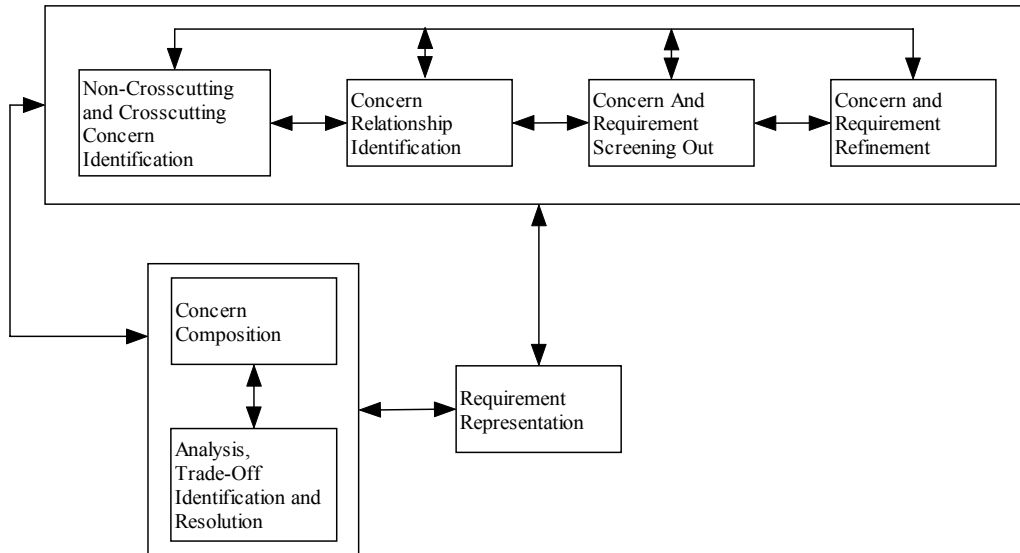 Non-Crosscutting
and Crosscutting
Concern
Identification
Concern
Relationship
Identification
Concern And
Requirement
Screening Out
Concern and
Requirement
Refinement
Concern
Composition
Requirement
Representation
Analysis,
Trade-Off
Identification and
Resolution